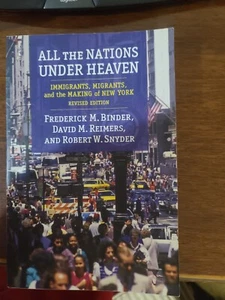 ALL THE NATIONS
UNDER HEAVEN
IMMIGRANTS, MIGRANTS,
AND THE MAKING OF NEW YORK
REVISED EDITION
FREDERICK M. BINDER,
DAVID M. REIMERS,
AND ROBERT W. SNYDER